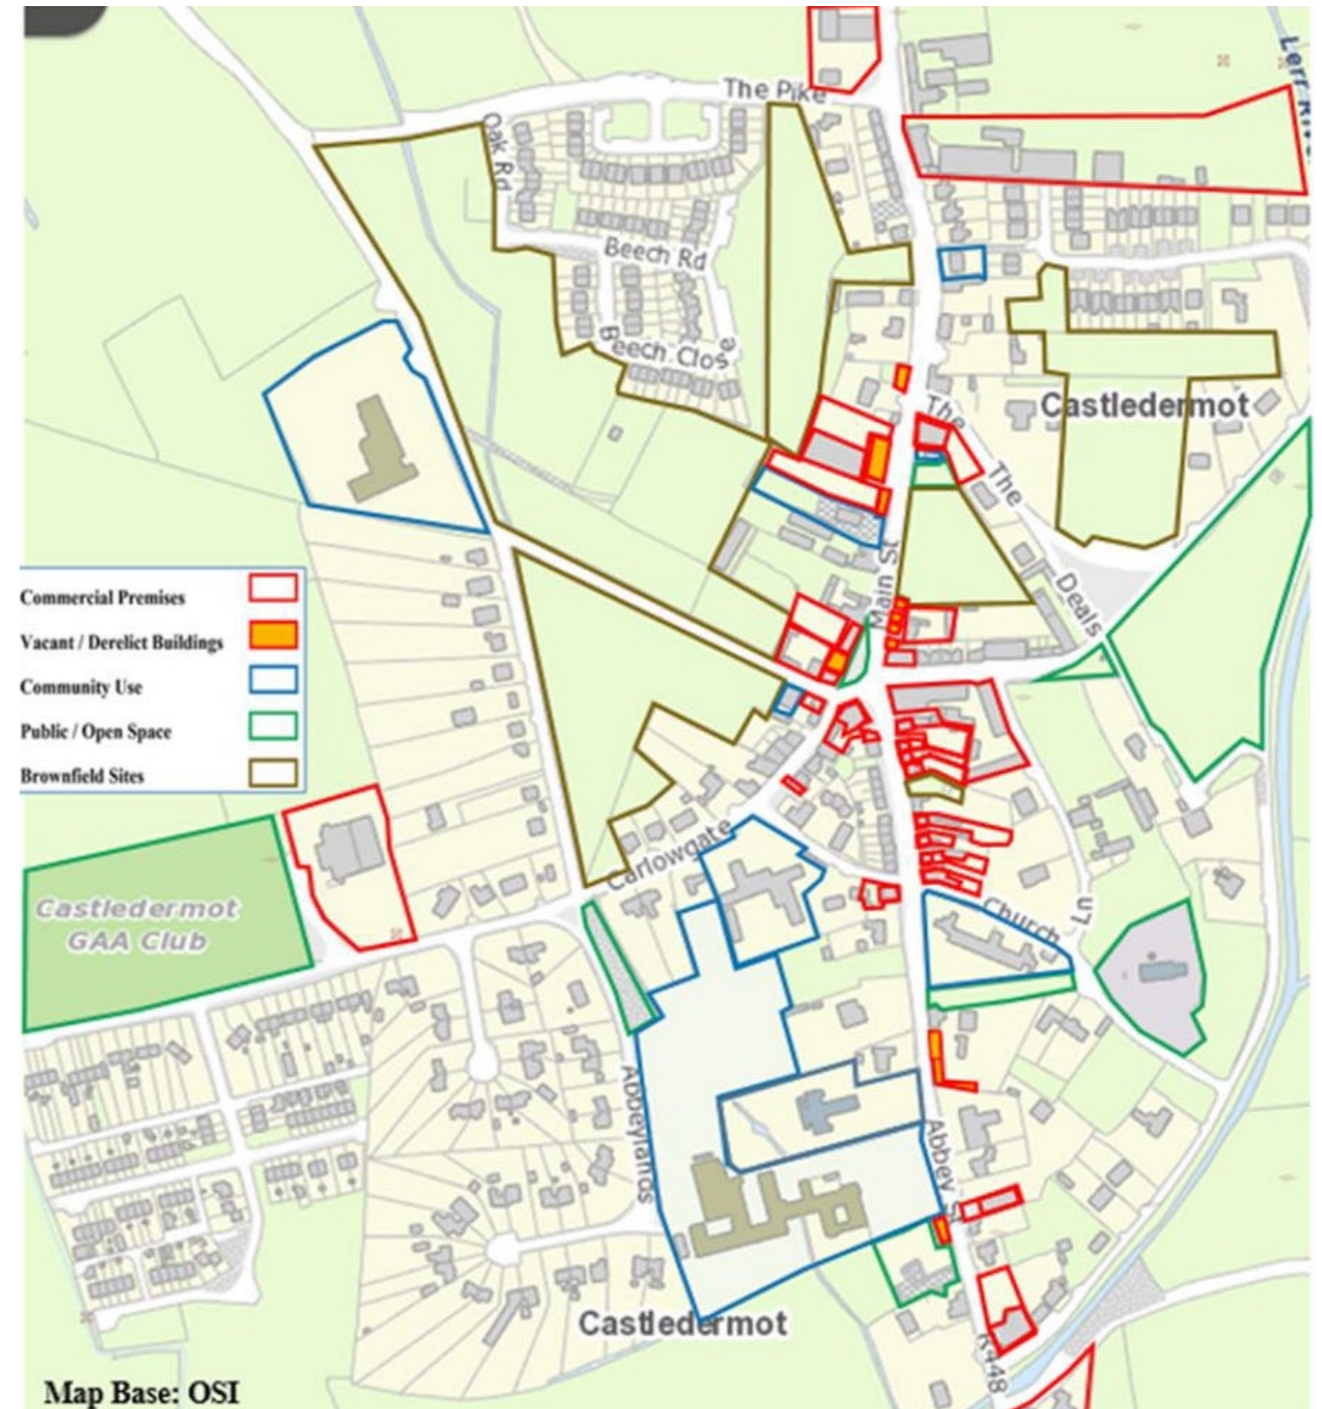 Lerr River
The Pike
Oak Rd
Beech Rd
Beech Close
Castledermot
The
The
Deals
Main St
Commercial Premises
Vacant / Derelict Buildings
Community Use
Public / Open Space
Brownfield Sites
Carlowgate
Castledermot
GAA Club
Church
Ln
Abbeylands
Abbey St
Castledermot
R448
Map Base: OSI